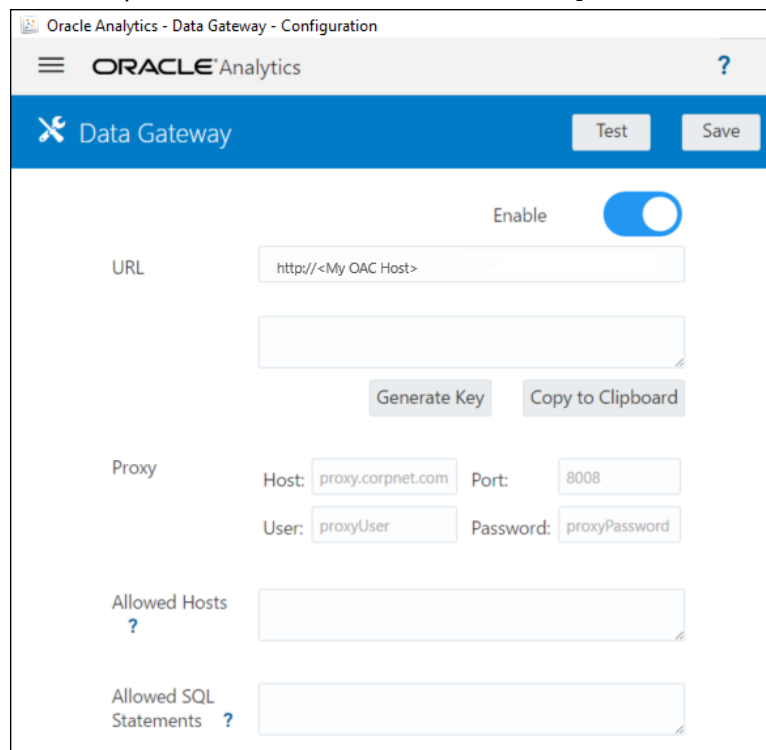 Oracle Analytics - Data Gateway - Configuration
ORACLE Analytics ?
Data Gateway Test Save
Enable
URL http://<My OAC Host>
Generate Key Copy to Clipboard
Proxy Host: proxy.corpnet.com Port: 8008
User: proxyUser Password: proxyPassword
Allowed Hosts
?
Allowed SQL
Statements ?